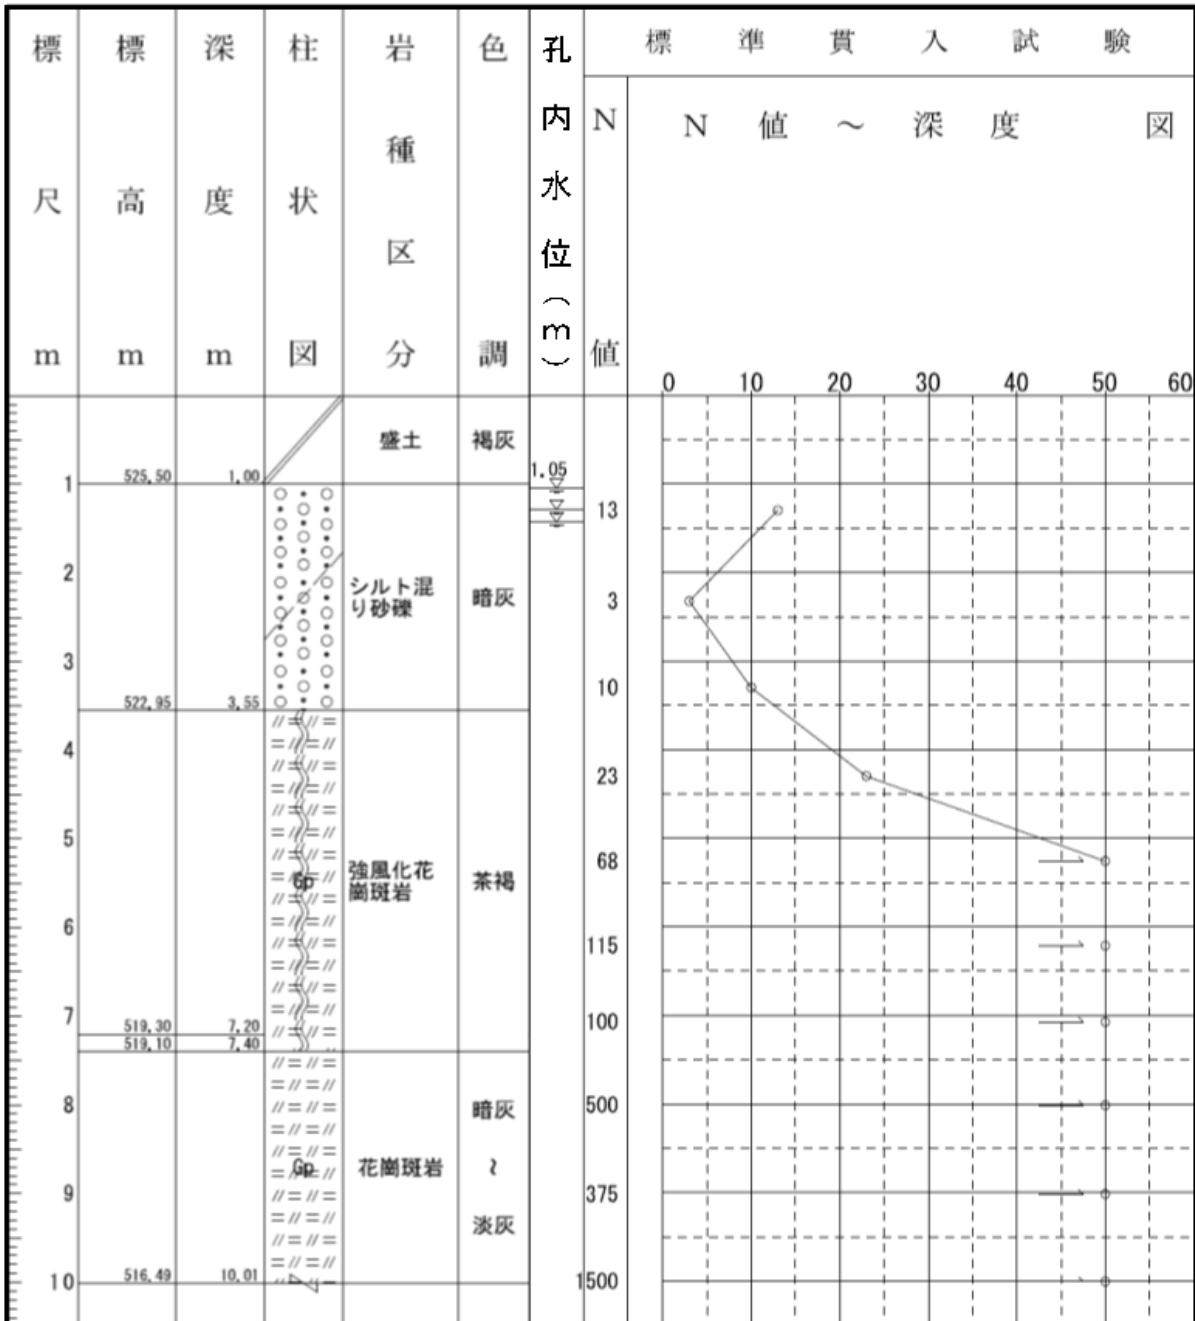 標尺 m
標高 m
深度 m
柱状図
岩種区分
色調
孔内水位(m)
標準貫入試験
N値
N値～深度図
0 10 20 30 40 50 60
盛土 褐灰
1.05
1 525.50 1.00
13
2
シルト混り砂礫 暗灰
3
3
10
522.95 3.55
4
23
5
68
Gp 強風化花崗斑岩 茶褐
6
115
7
100
519.30 7.20
519.10 7.40
8 500
暗灰
Gp 花崗斑岩 ～
9 375
淡灰
10 516.49 10.01 1500